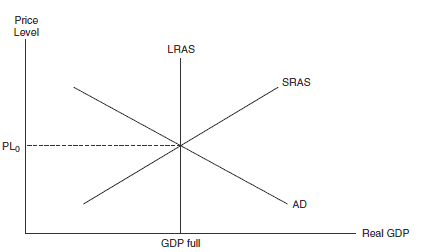 Price
Level
LRAS
SRAS
PL0
AD
Real GDP
GDP full